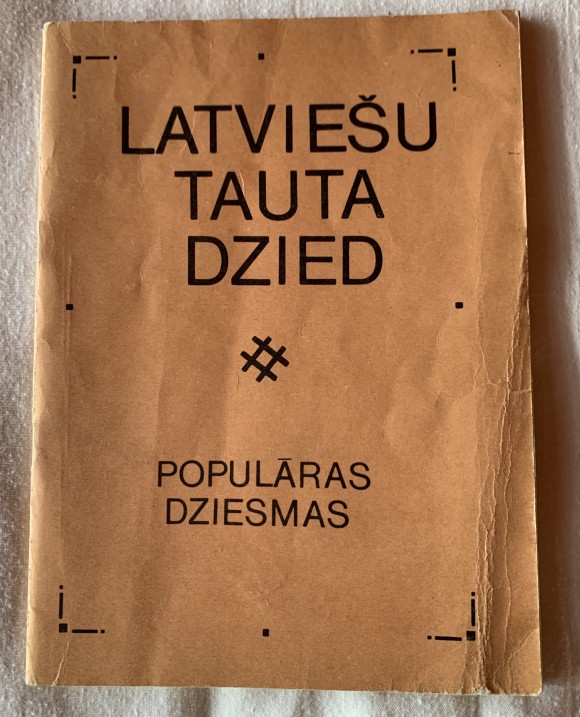 LATVIEŠU
TAUTA
DZIED
POPULĀRAS
DZIESMAS